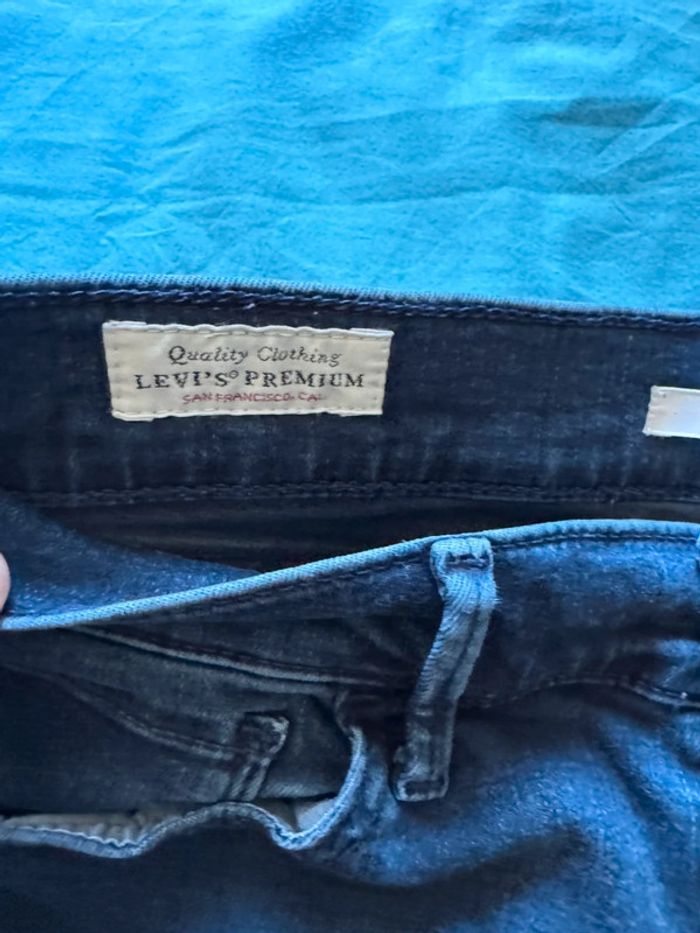 Quality Clothing
LEVI'S® PREMIUM
SAN FRANCISCO, CAL